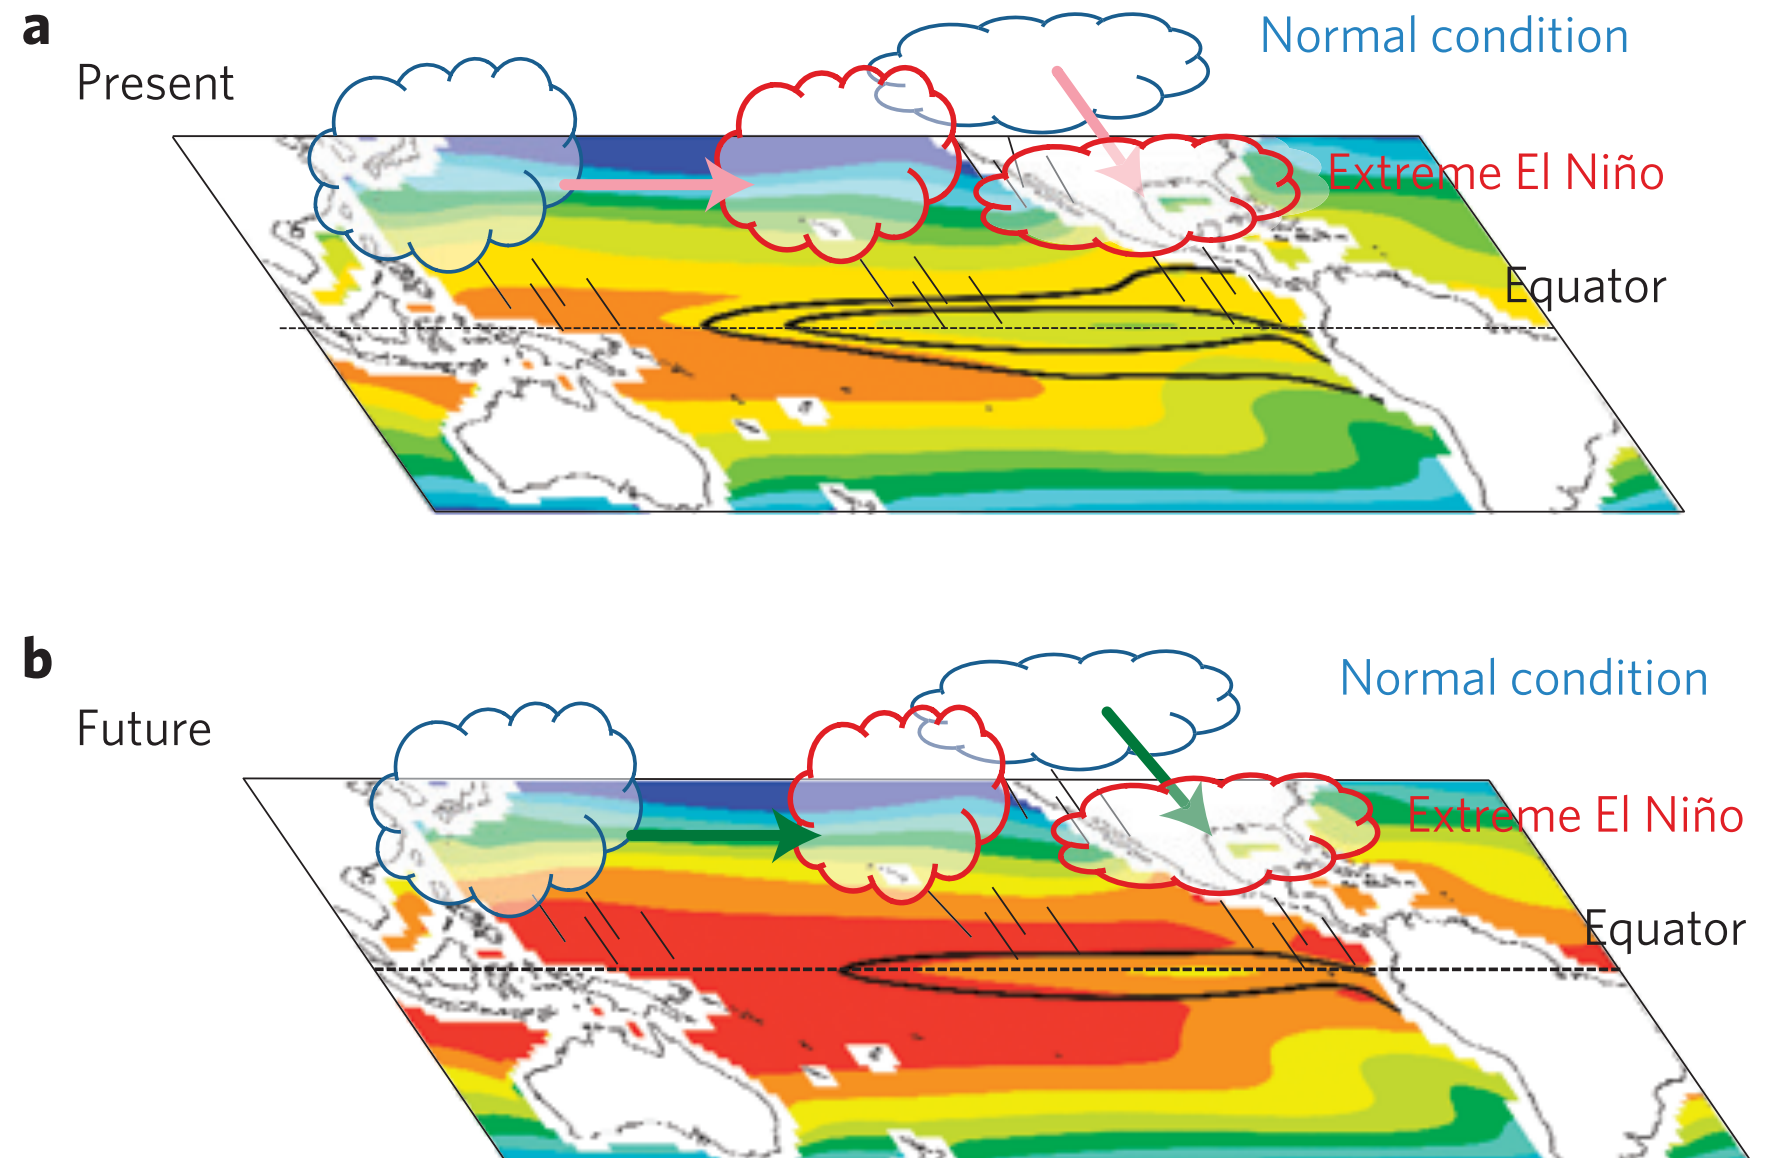 a
Normal condition
Present
Extreme El Niño
Equator
b
Normal condition
Future
Extreme El Niño
Equator